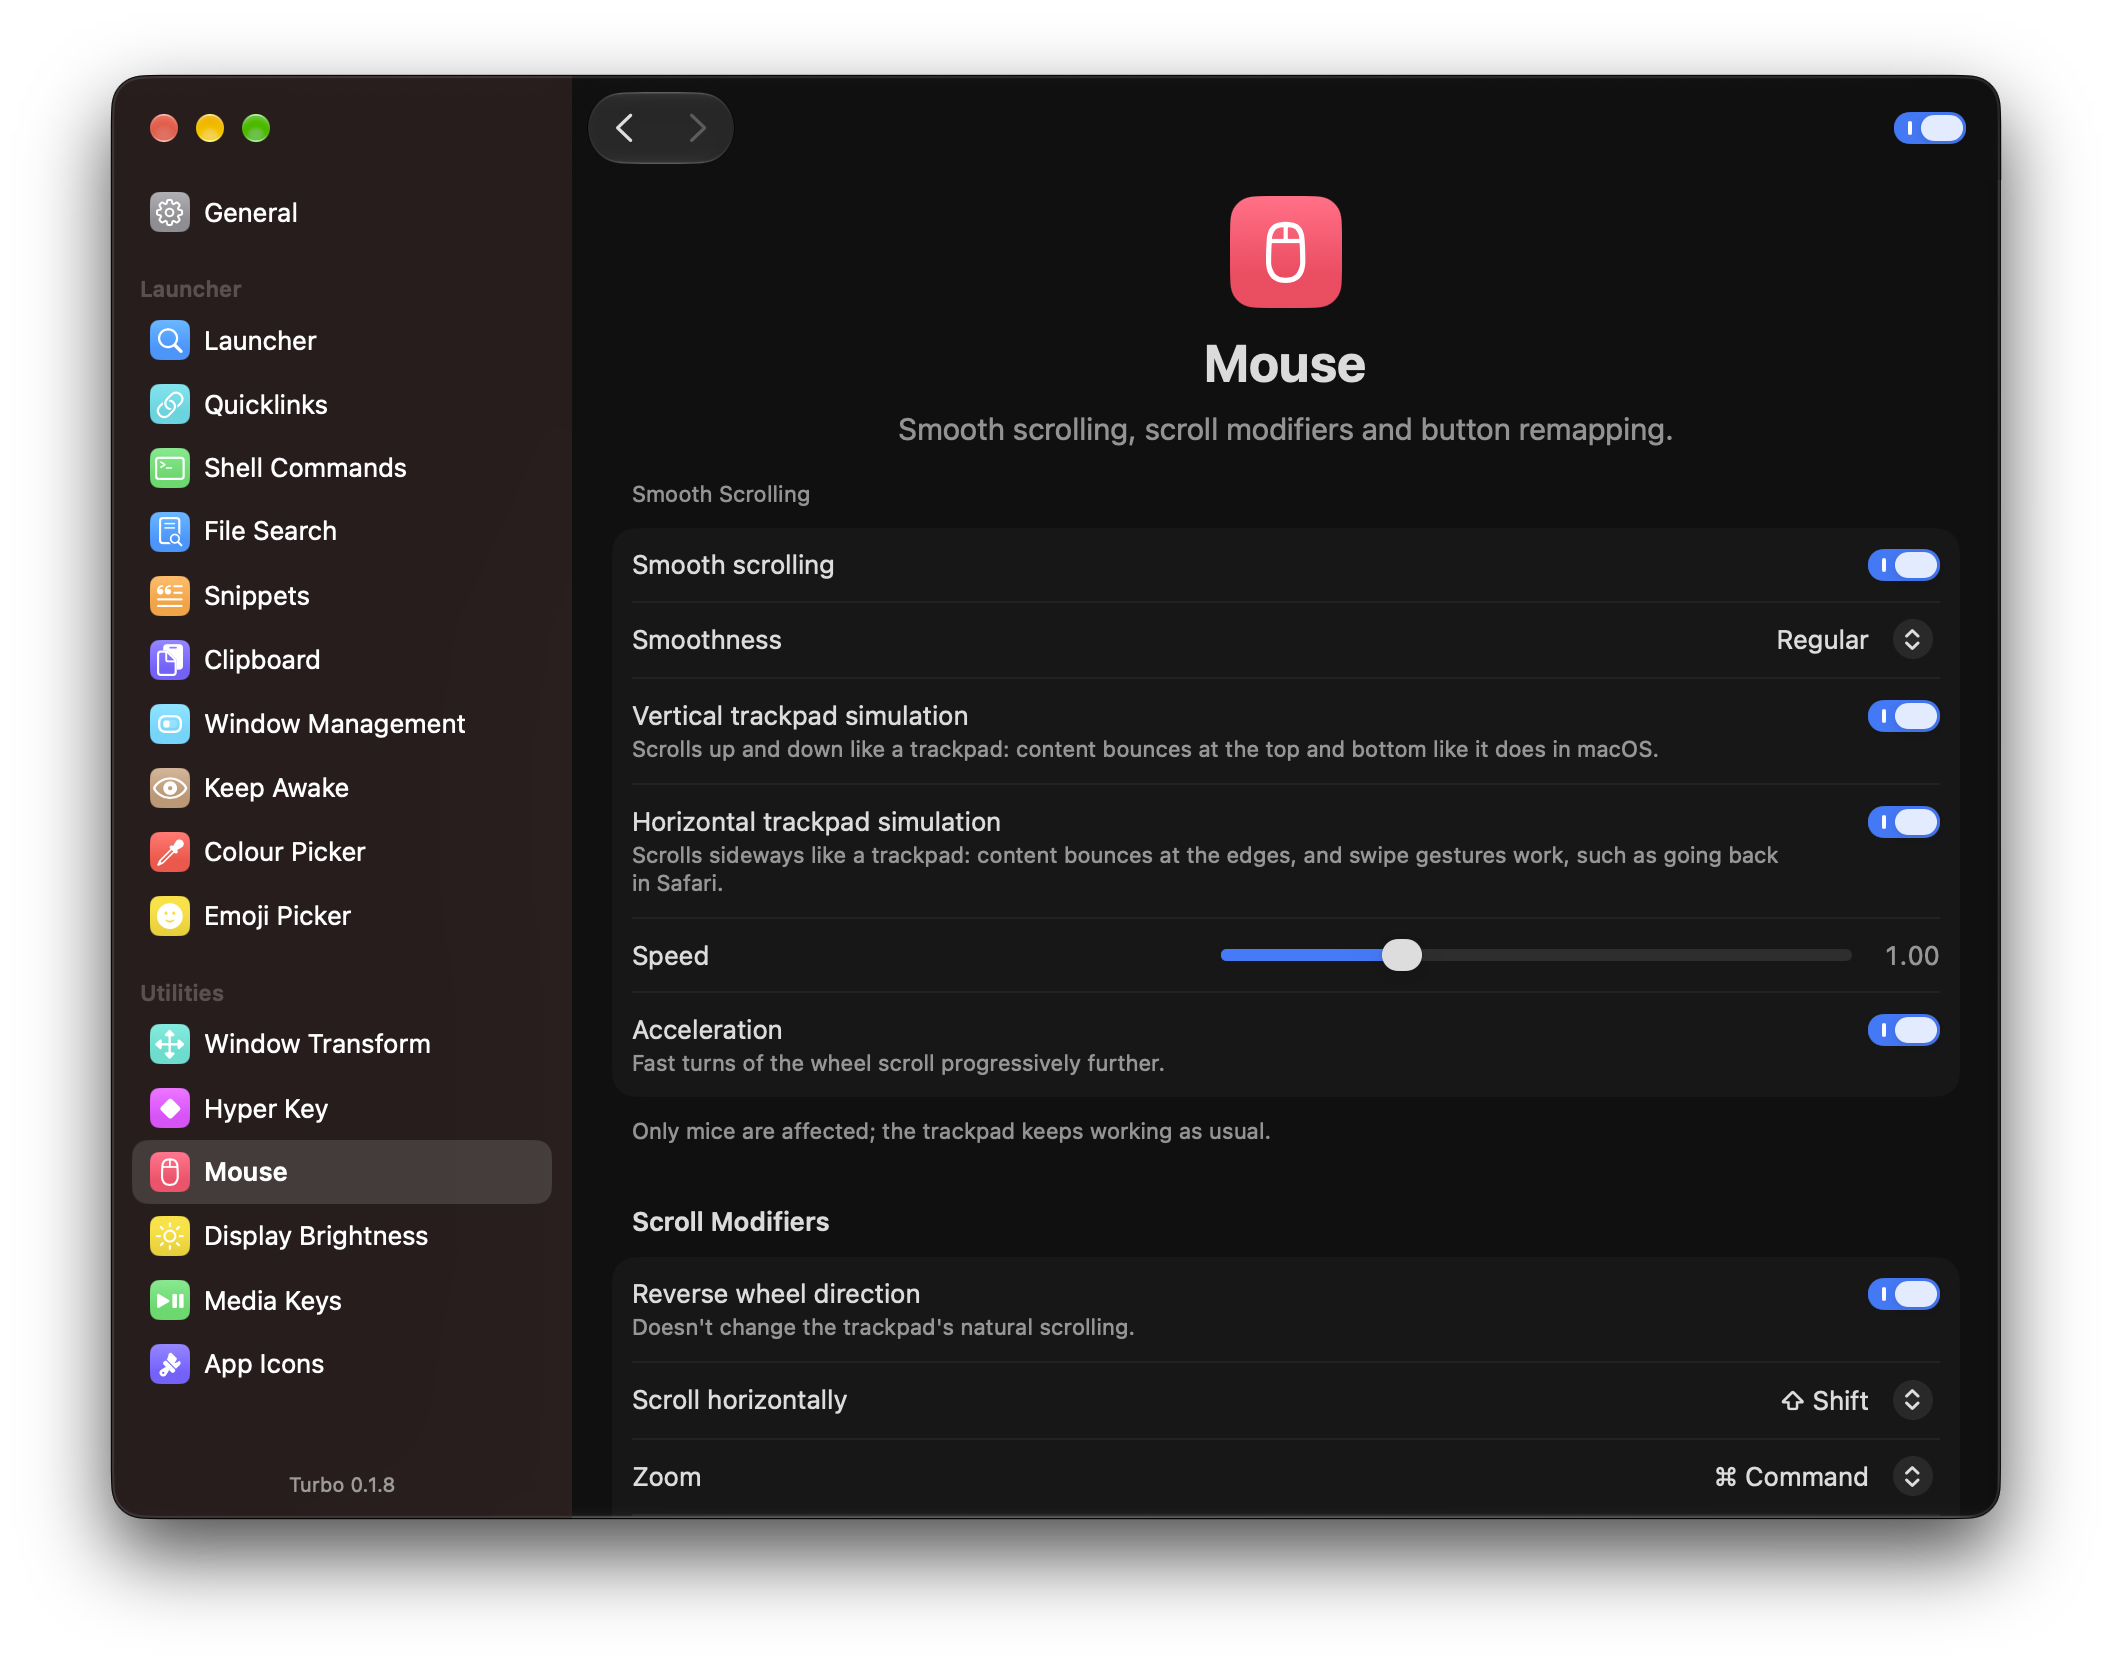 General
Launcher
Launcher
Quicklinks
Shell Commands
File Search
Snippets
Clipboard
Window Management
Keep Awake
Colour Picker
Emoji Picker
Utilities
Window Transform
Hyper Key
Mouse
Display Brightness
Media Keys
App Icons
Turbo 0.1.8
Mouse
Smooth scrolling, scroll modifiers and button remapping.
Smooth Scrolling
Smooth scrolling
Smoothness Regular
Vertical trackpad simulation
Scrolls up and down like a trackpad: content bounces at the top and bottom like it does in macOS.
Horizontal trackpad simulation
Scrolls sideways like a trackpad: content bounces at the edges, and swipe gestures work, such as going back
in Safari.
Speed 1.00
Acceleration
Fast turns of the wheel scroll progressively further.
Only mice are affected; the trackpad keeps working as usual.
Scroll Modifiers
Reverse wheel direction
Doesn't change the trackpad's natural scrolling.
Scroll horizontally ⇧ Shift
Zoom ⌘ Command